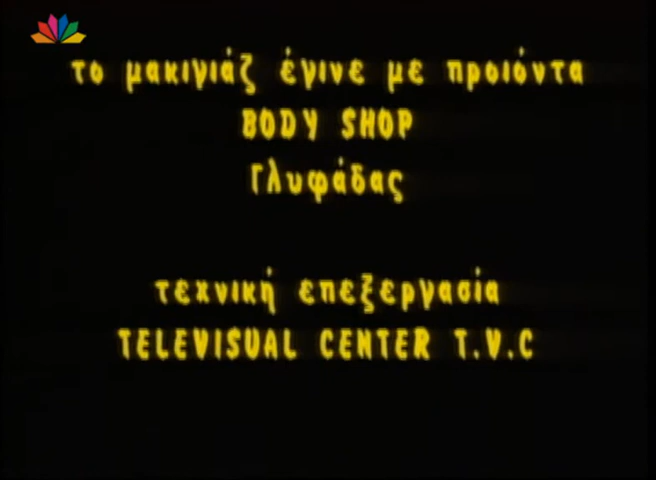 το μακιγιάζ έγινε με προιόντα
BODY SHOP
Γλυφάδας
τεχνική επεξεργασία
TELEVISUAL CENTER T.V.C